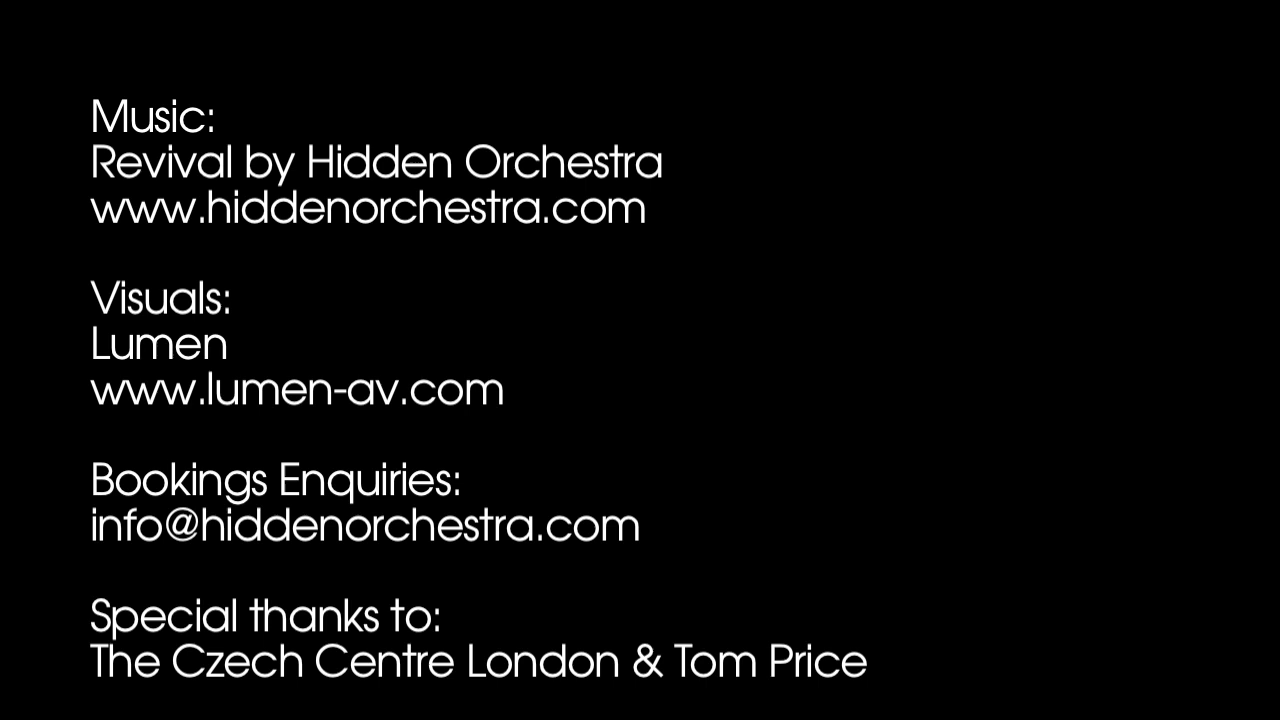 Music:
Revival by Hidden Orchestra
www.hiddenorchestra.com
Visuals:
Lumen
www.lumen-av.com
Bookings Enquiries:
info@hiddenorchestra.com
Special thanks to:
The Czech Centre London & Tom Price